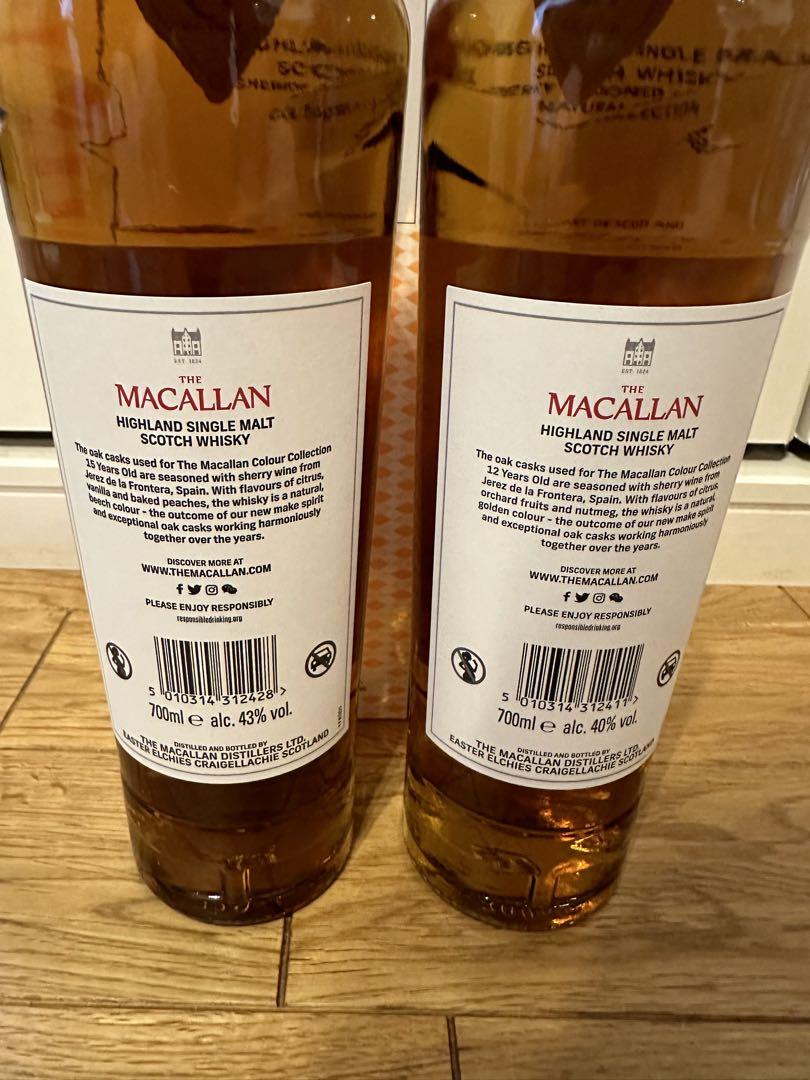 EST. 1824
THE
MACALLAN
HIGHLAND SINGLE MALT
SCOTCH WHISKY
The oak casks used for The Macallan Colour Collection
15 Years Old are seasoned with sherry wine from
Jerez de la Frontera, Spain. With flavours of citrus,
vanilla and baked peaches, the whisky is a natural,
beech colour - the outcome of our new make spirit
and exceptional oak casks working harmoniously
together over the years.
DISCOVER MORE AT
WWW.THEMACALLAN.COM
PLEASE ENJOY RESPONSIBLY
responsibledrinking.org
5 010314 312428 >
700ml e alc. 43% vol.
DISTILLED AND BOTTLED BY
THE MACALLAN DISTILLERS LTD.
EASTER ELCHIES CRAIGELLACHIE SCOTLAND
WHISKY
EST. 1824
THE
MACALLAN
HIGHLAND SINGLE MALT
SCOTCH WHISKY
The oak casks used for The Macallan Colour Collection
12 Years Old are seasoned with sherry wine from
Jerez de la Frontera, Spain. With flavours of citrus,
orchard fruits and nutmeg, the whisky is a natural,
golden colour - the outcome of our new make spirit
and exceptional oak casks working harmoniously
together over the years.
DISCOVER MORE AT
WWW.THEMACALLAN.COM
PLEASE ENJOY RESPONSIBLY
responsibledrinking.org
5 010314 312411 >
700ml e alc. 40% vol.
DISTILLED AND BOTTLED BY
THE MACALLAN DISTILLERS LTD.
EASTER ELCHIES CRAIGELLACHIE SCOTLAND